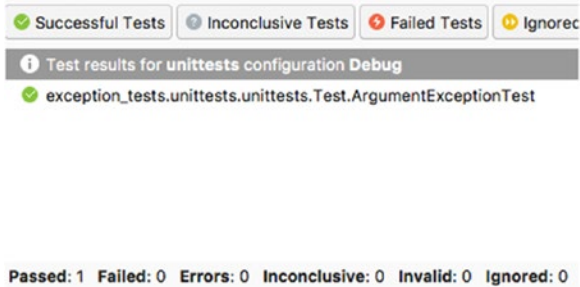 Successful Tests Inconclusive Tests Failed Tests Ignored
Test results for unittests configuration Debug
exception_tests.unittests.unittests.Test.ArgumentExceptionTest
Passed: 1 Failed: 0 Errors: 0 Inconclusive: 0 Invalid: 0 Ignored: 0